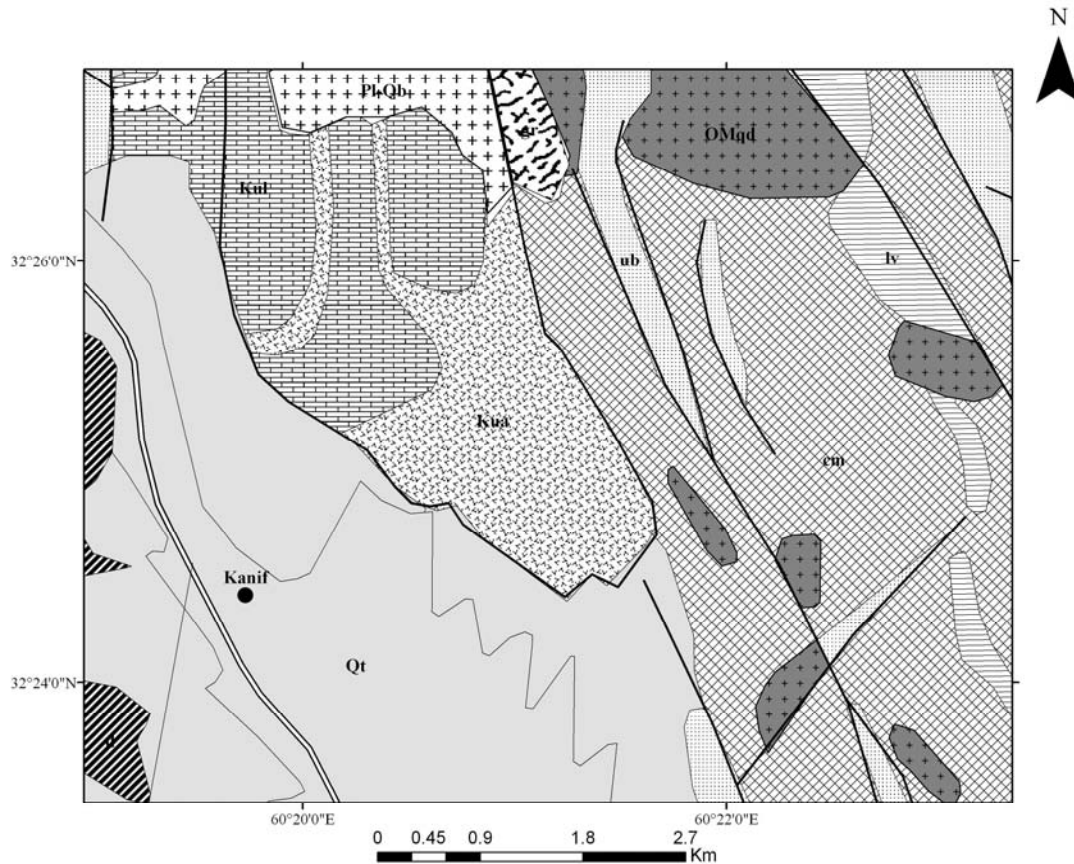 N
Pl.Qb
OMqd
Kul
32°26'0"N
ub
lv
Kua
cm
Kanif
Qt
32°24'0"N
60°20'0"E
60°22'0"E
0 0.45 0.9 1.8 2.7
Km